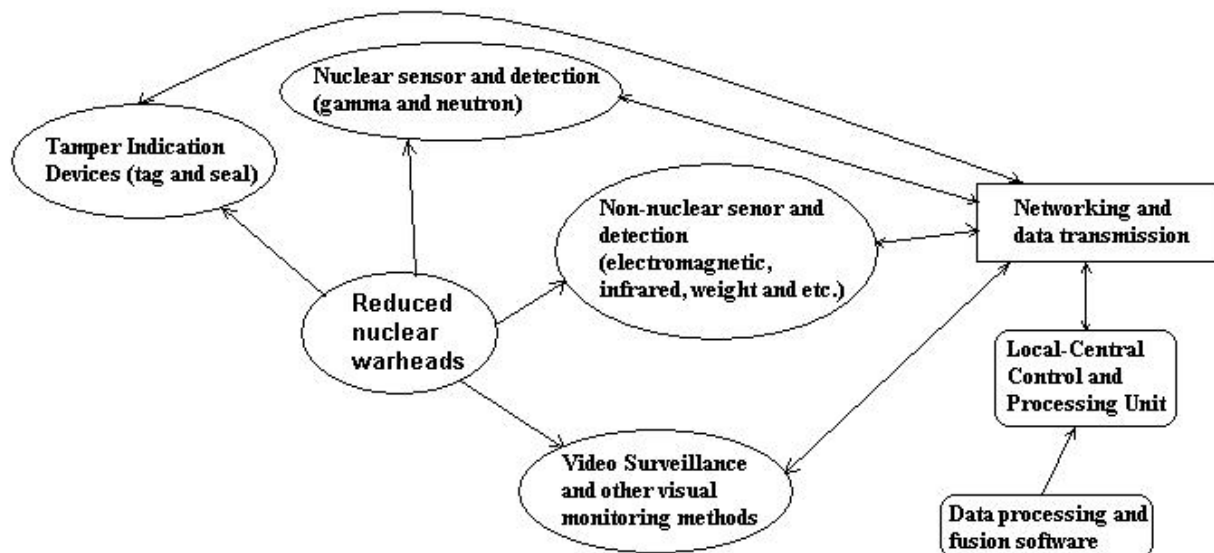 Nuclear sensor and detection
(gamma and neutron)
Tamper Indication
Devices (tag and seal)
Non-nuclear senor and
detection
(electromagnetic,
infrared, weight and etc.)
Networking and
data transmission
Reduced
nuclear
warheads
Local-Central
Control and
Processing Unit
Video Surveillance
and other visual
monitoring methods
Data processing and
fusion software